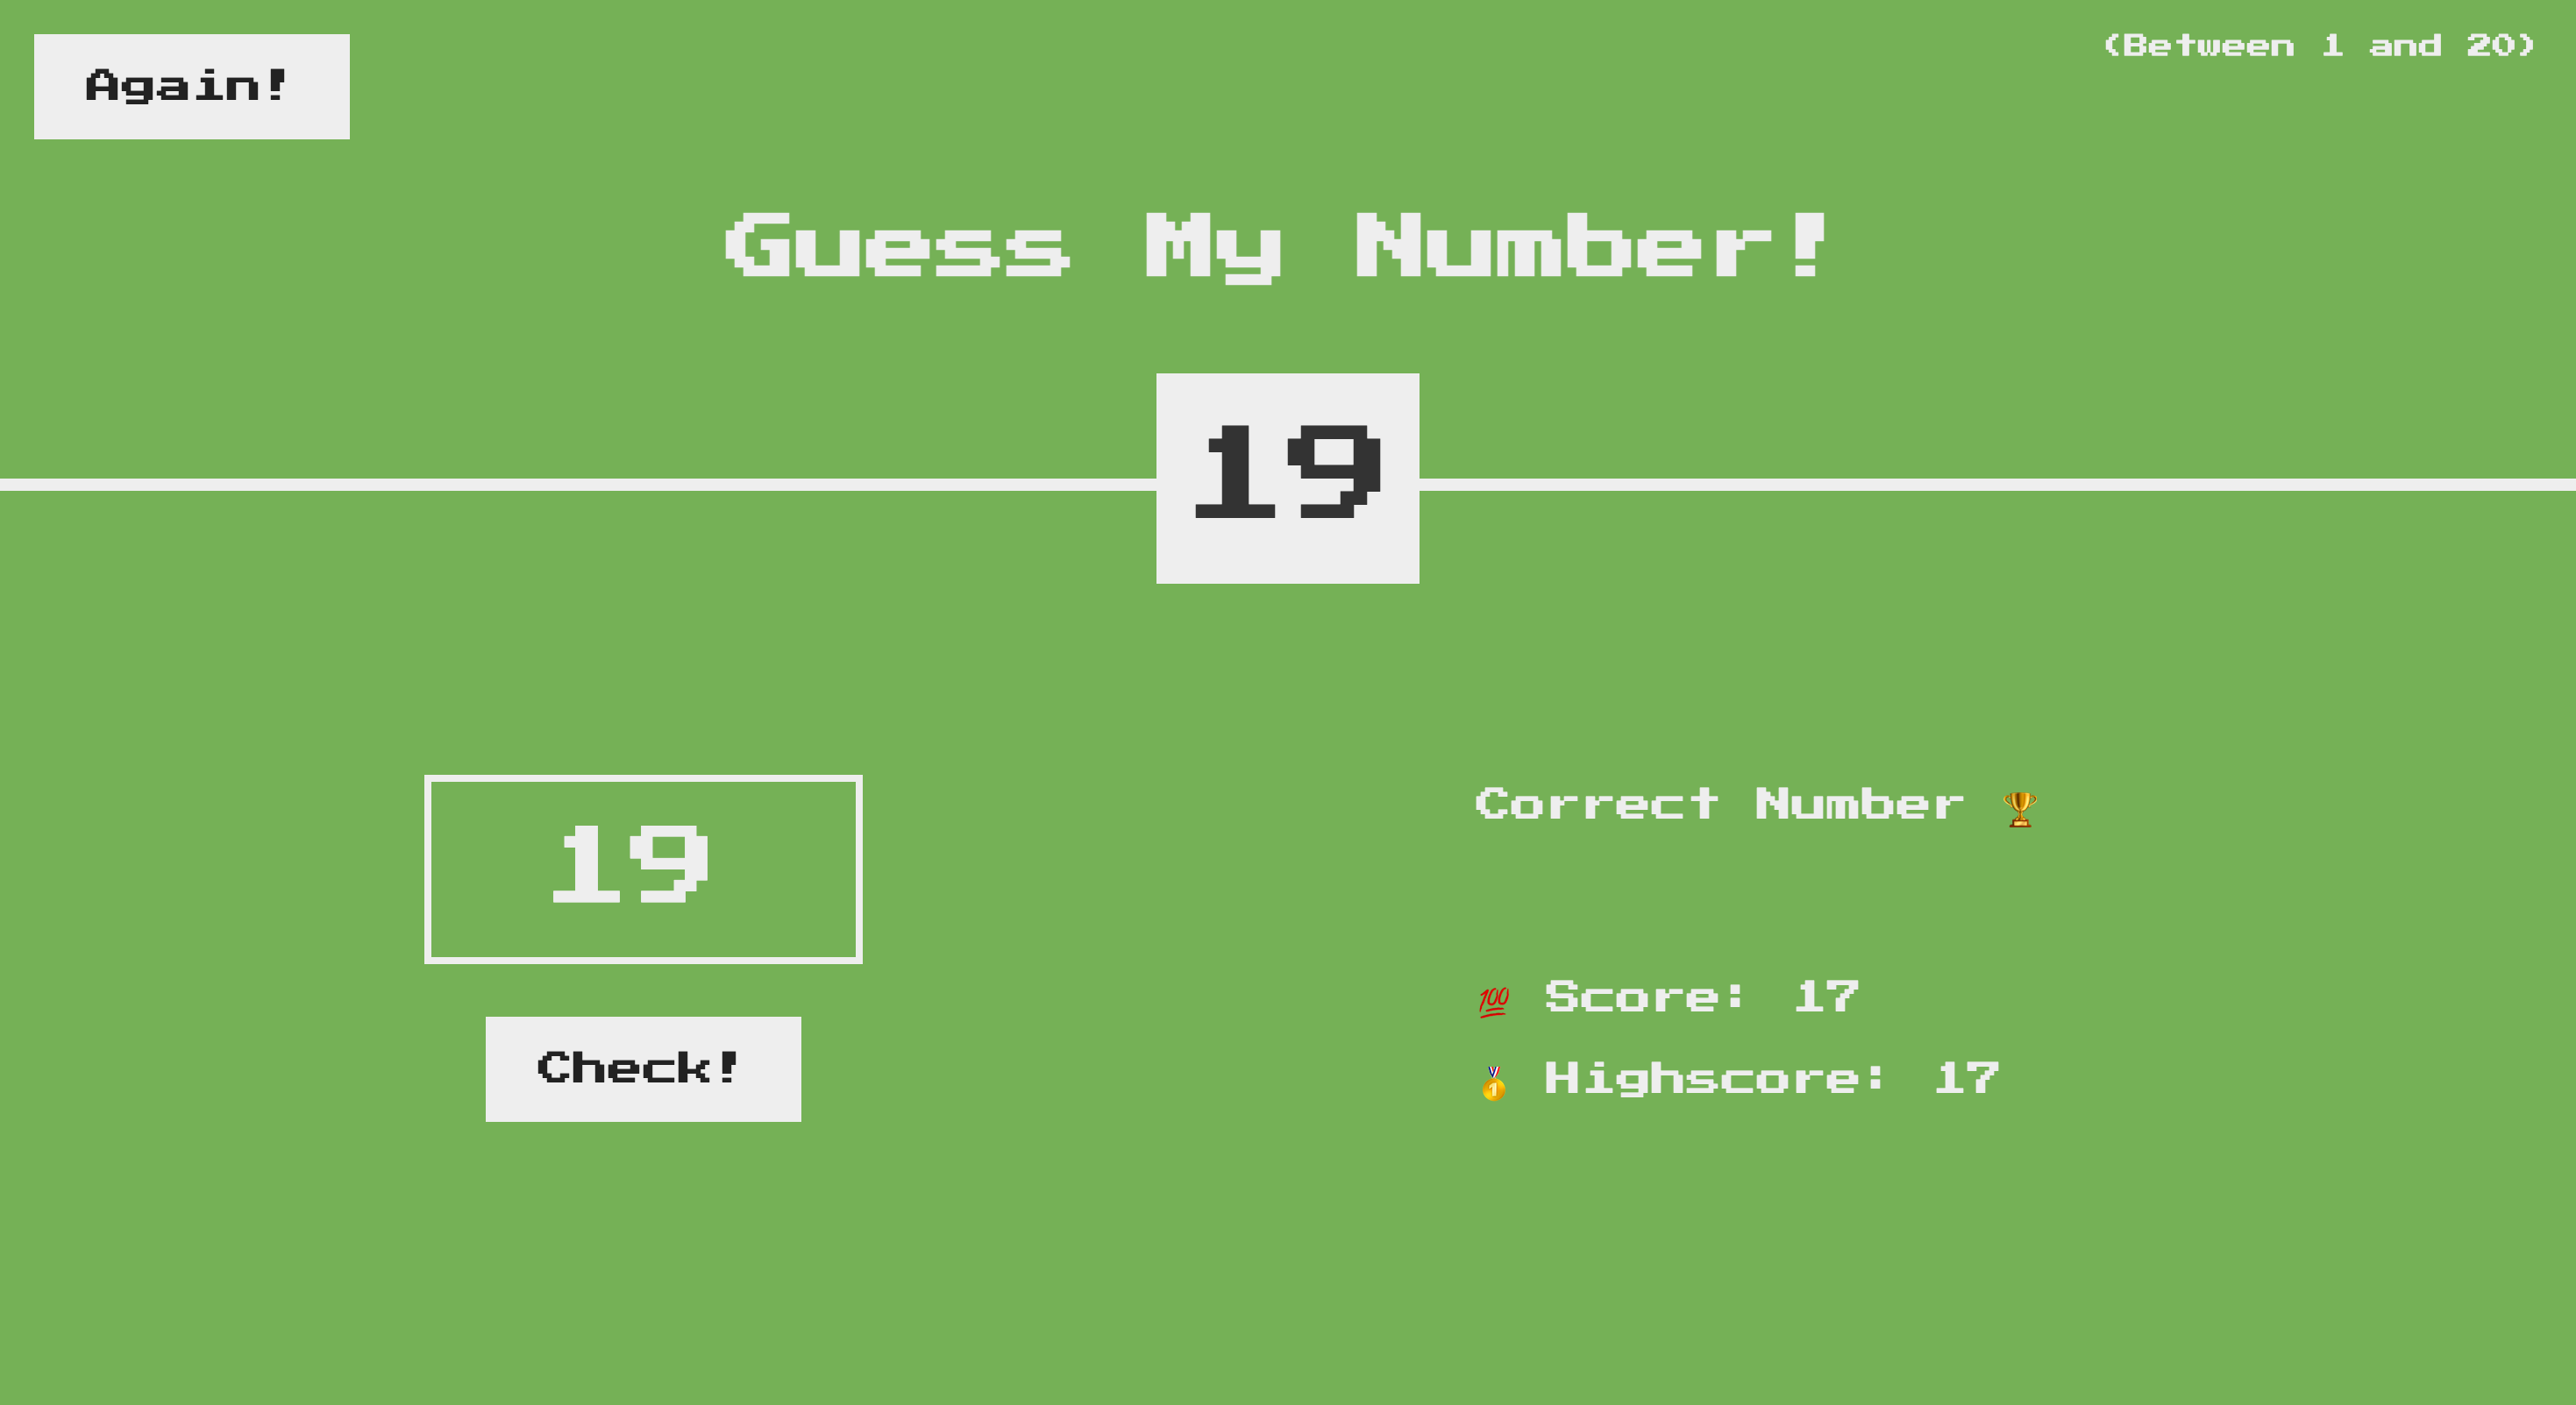 Again!
(Between 1 and 20)
Guess My Number!
19
19
Check!
Correct Number 🏆
💯 Score: 17
🥇 Highscore: 17